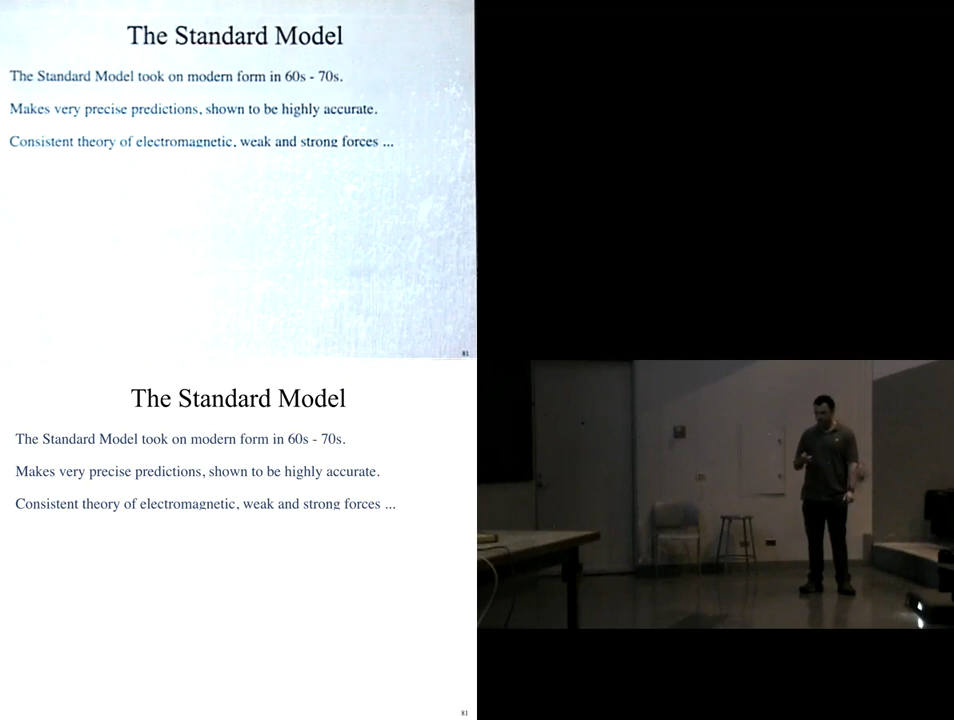 The Standard Model
The Standard Model took on modern form in 60s - 70s.
Makes very precise predictions, shown to be highly accurate.
Consistent theory of electromagnetic, weak and strong forces ...
81
The Standard Model
The Standard Model took on modern form in 60s - 70s.
Makes very precise predictions, shown to be highly accurate.
Consistent theory of electromagnetic, weak and strong forces ...
81